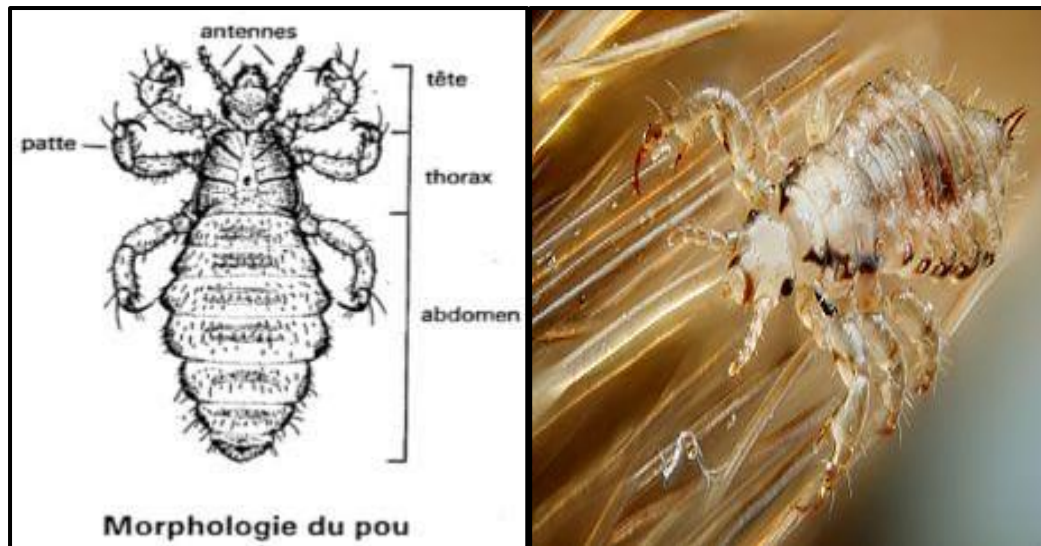 antennes
tête
patte
thorax
abdomen
Morphologie du pou